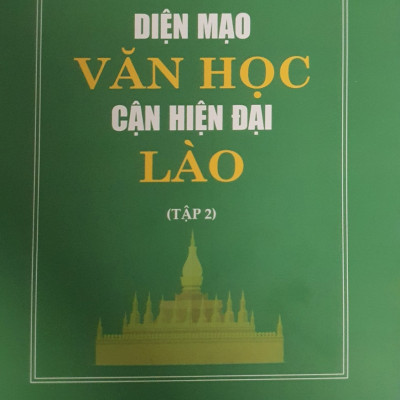 DIỆN MẠO
VĂN HỌC
CẬN HIỆN ĐẠI
LÀO
(TẬP 2)